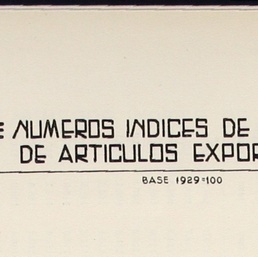 E NUMEROS INDICES DE
DE ARTICULOS EXPOR
BASE 1929=100